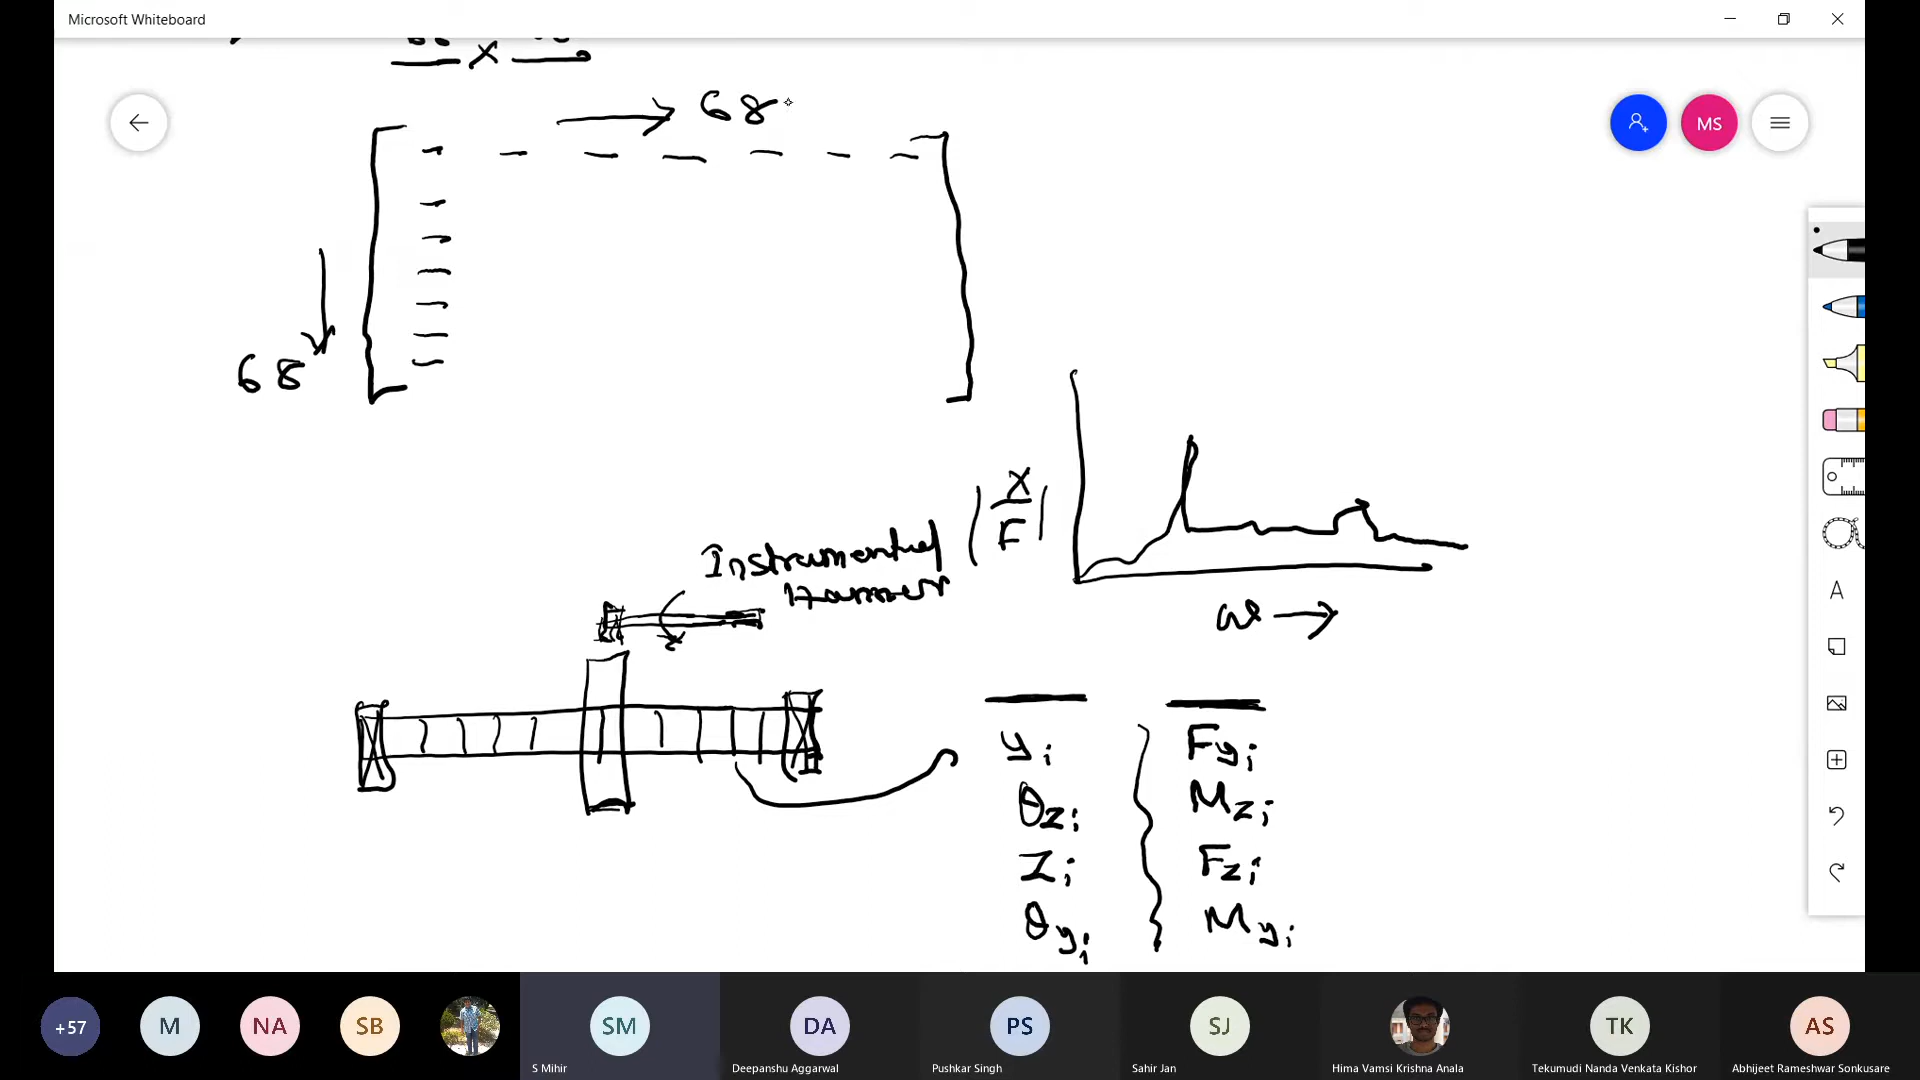 Microsoft Whiteboard
X
68
68
| X / F |
Instrumented
Hammer
ω →
yi Fyi
θzi Mzi
Zi Fzi
θyi Myi
MS
A
+57
M
NA
SB
SM
DA
PS
SJ
TK
AS
S Mihir
Deepanshu Aggarwal
Pushkar Singh
Sahir Jan
Hima Vamsi Krishna Anala
Tekumudi Nanda Venkata Kishor
Abhijeet Rameshwar Sonkusare